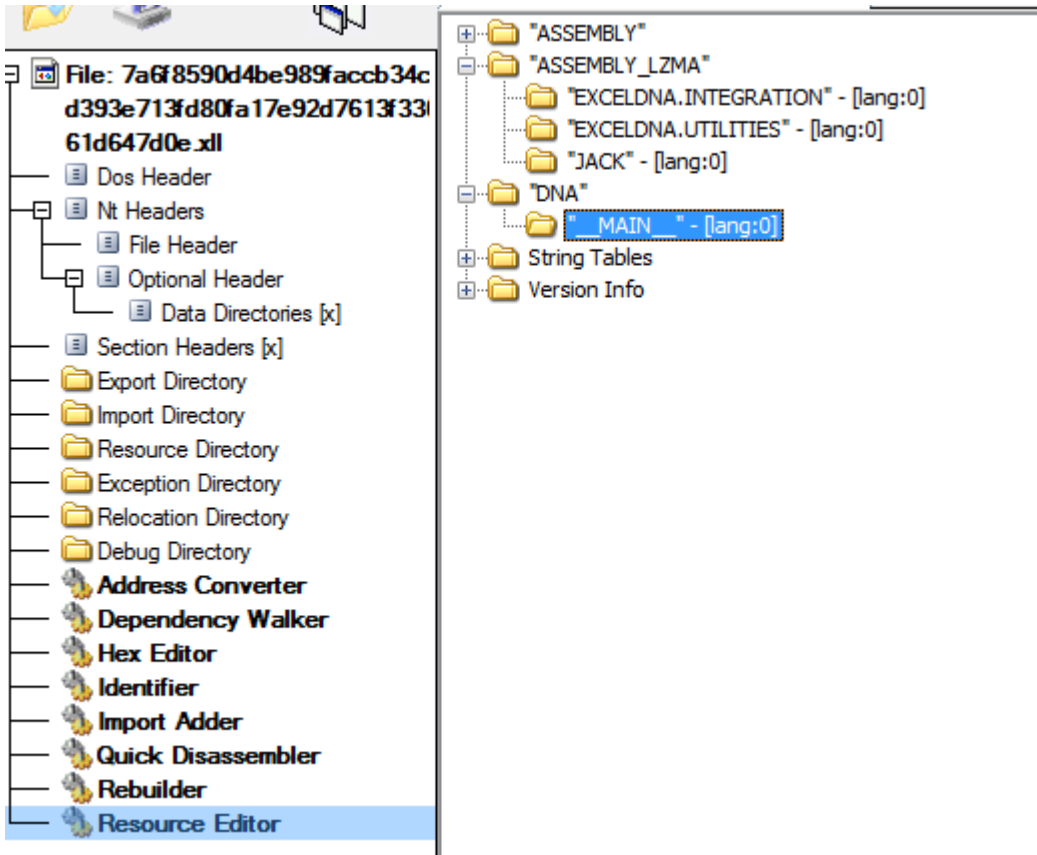 File: 7a6f8590d4be989faccb34c
d393e713fd80fa17e92d7613f33
61d647d0e.xll
Dos Header
Nt Headers
File Header
Optional Header
Data Directories [x]
Section Headers [x]
Export Directory
Import Directory
Resource Directory
Exception Directory
Relocation Directory
Debug Directory
Address Converter
Dependency Walker
Hex Editor
Identifier
Import Adder
Quick Disassembler
Rebuilder
Resource Editor
"ASSEMBLY"
"ASSEMBLY_LZMA"
"EXCELDNA.INTEGRATION" - [lang:0]
"EXCELDNA.UTILITIES" - [lang:0]
"JACK" - [lang:0]
"DNA"
"__MAIN__" - [lang:0]
String Tables
Version Info